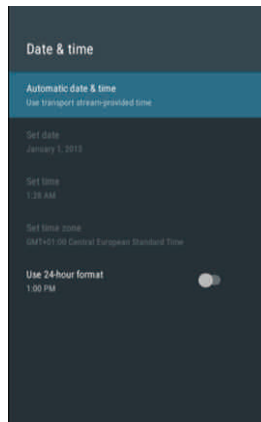 Date & time
Automatic date & time
Use transport stream-provided time
Set date
January 1, 2013
Set time
1:28 AM
Set time zone
GMT+01:00 Central European Standard Time
Use 24-hour format
1:00 PM